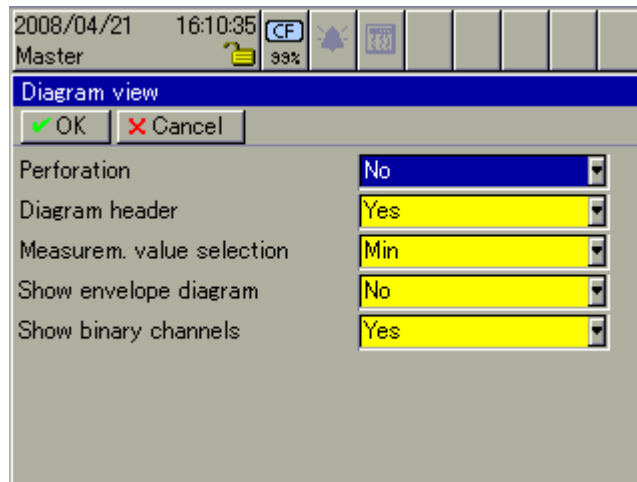 2008/04/21 16:10:35 CF
Master 99%
Diagram view
OK Cancel
Perforation No
Diagram header Yes
Measurem. value selection Min
Show envelope diagram No
Show binary channels Yes